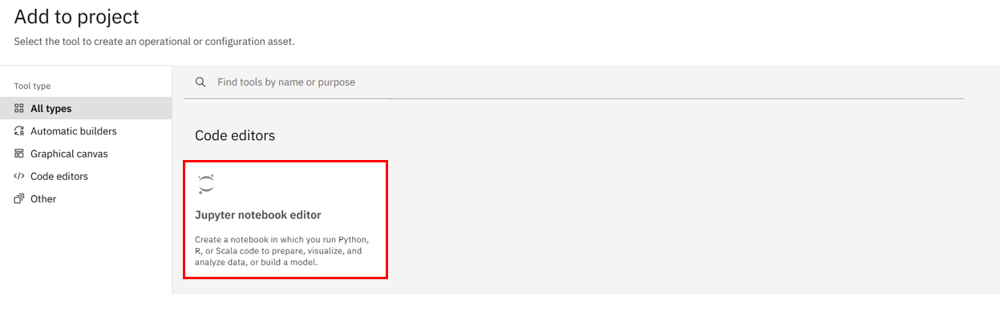 Add to project
Select the tool to create an operational or configuration asset.
Tool type
All types
Automatic builders
Graphical canvas
Code editors
Other
Find tools by name or purpose
Code editors
Jupyter notebook editor
Create a notebook in which you run Python,
R, or Scala code to prepare, visualize, and
analyze data, or build a model.